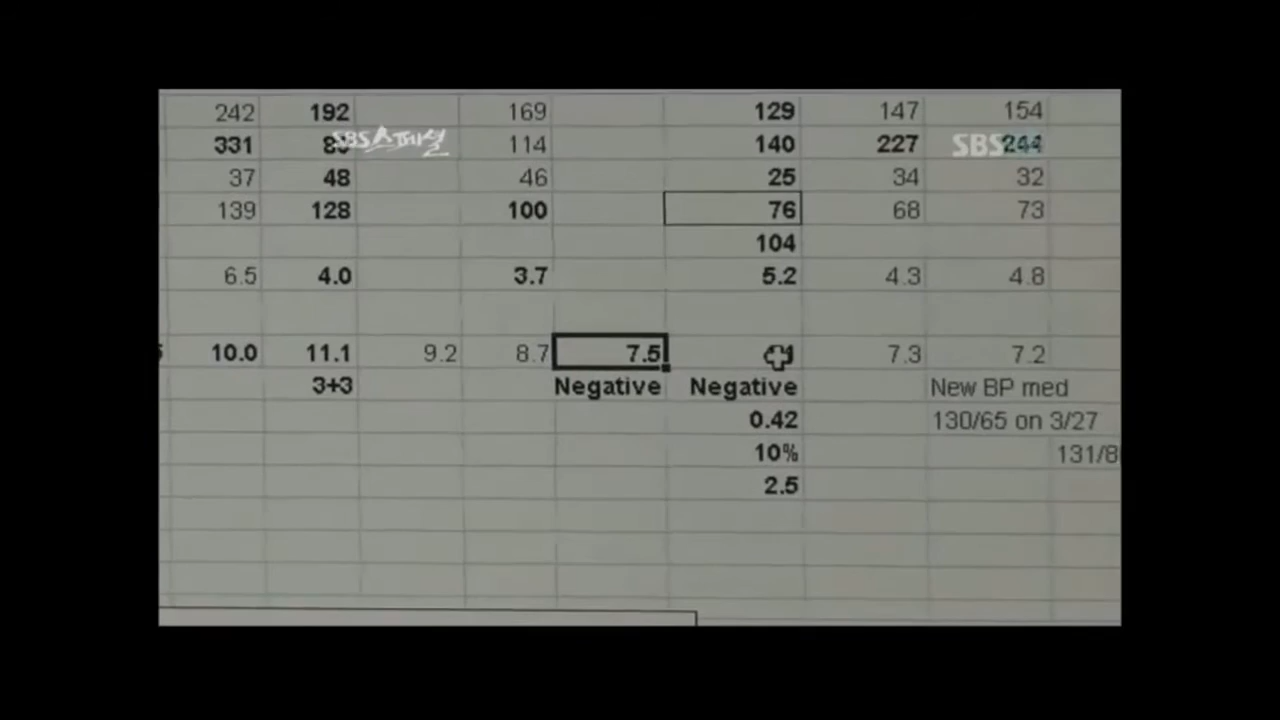 242 192 169 129 147 154
SBS스페셜
SBS
331 114 140 227 244
37 48 46 25 34 32
139 128 100 76 68 73
104
6.5 4.0 3.7 5.2 4.3 4.8
10.0 11.1 9.2 8.7 7.5 7.3 7.2
3+3 Negative Negative New BP med
0.42 130/65 on 3/27
10%
2.5